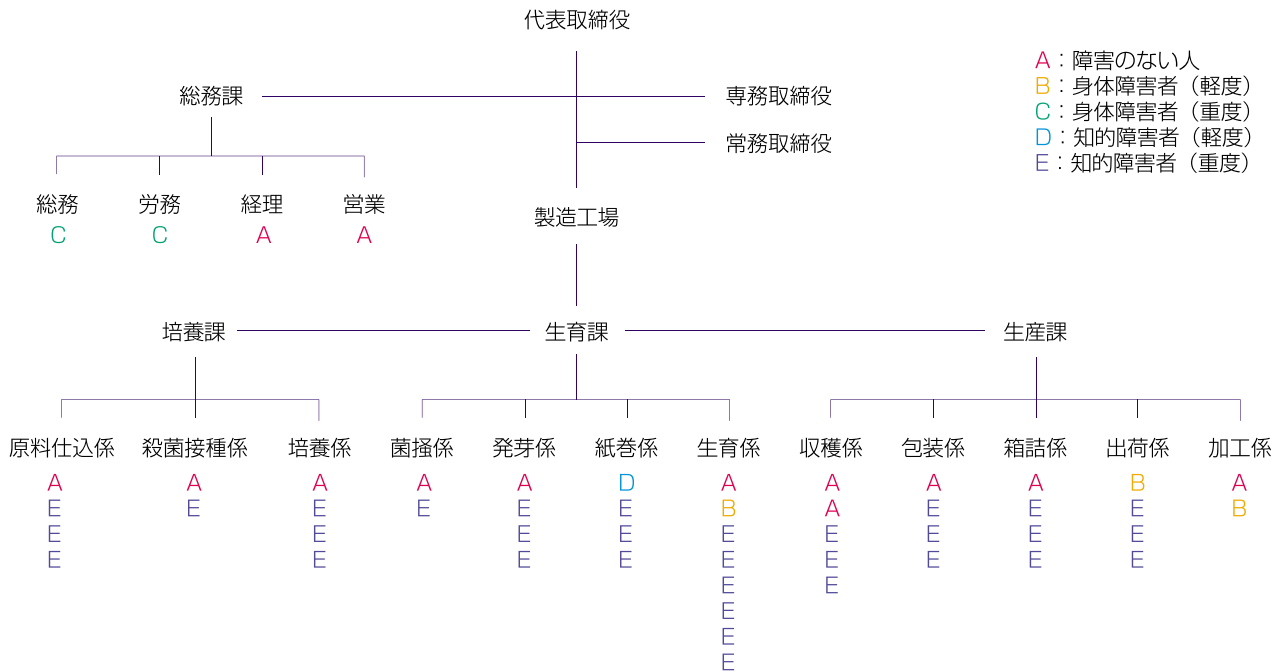 代表取締役
総務課
専務取締役
常務取締役
A：障害のない人
B：身体障害者（軽度）
C：身体障害者（重度）
D：知的障害者（軽度）
E：知的障害者（重度）
総務 労務 経理 営業
C C A A
製造工場
培養課 生育課 生産課
原料仕込係 殺菌接種係 培養係 菌掻係 発芽係 紙巻係 生育係 収穫係 包装係 箱詰係 出荷係 加工係
A A A A A D A A A A B A
E E E E E E B A E E E B
E E E E E E E E E
E E E E E E E E E
E E
E
E
E